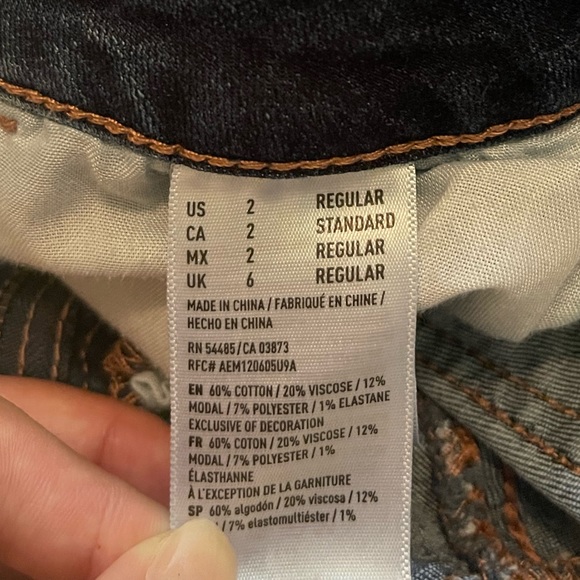 US 2 REGULAR
CA 2 STANDARD
MX 2 REGULAR
UK 6 REGULAR
MADE IN CHINA / FABRIQUÉ EN CHINE /
HECHO EN CHINA
RN 54485/CA 03873
RFC# AEM120605U9A
EN 60% COTTON / 20% VISCOSE / 12%
MODAL / 7% POLYESTER / 1% ELASTANE
EXCLUSIVE OF DECORATION
FR 60% COTON / 20% VISCOSE / 12%
MODAL / 7% POLYESTER / 1%
ÉLASTHANNE
À L'EXCEPTION DE LA GARNITURE
SP 60% algodón / 20% viscosa / 12%
/ 7% elastomultiéster / 1%